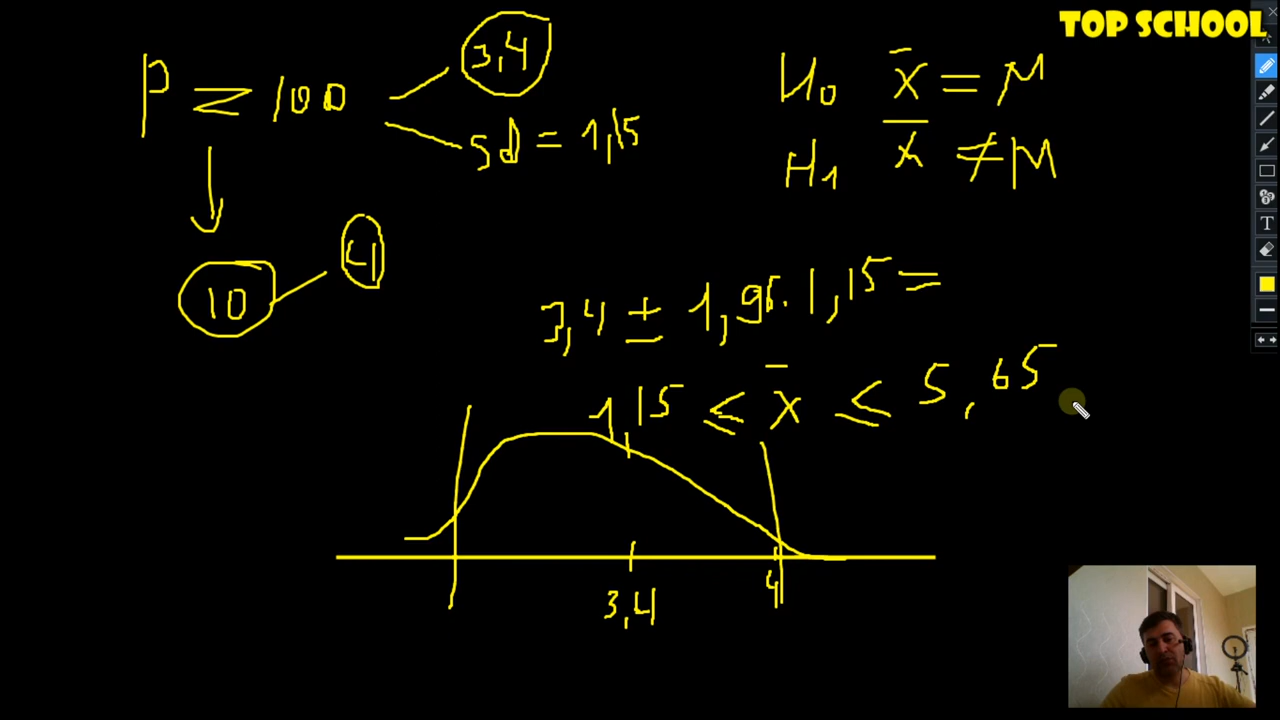 TOP SCHOOL
P = 100
3,4
sd = 1,15
H0 x̄ = M
H1 x̄ ≠ M
10
4
3,4 ± 1,96 · 1,15 =
1,15 ≤ x̄ ≤ 5,65
3,4
4
T